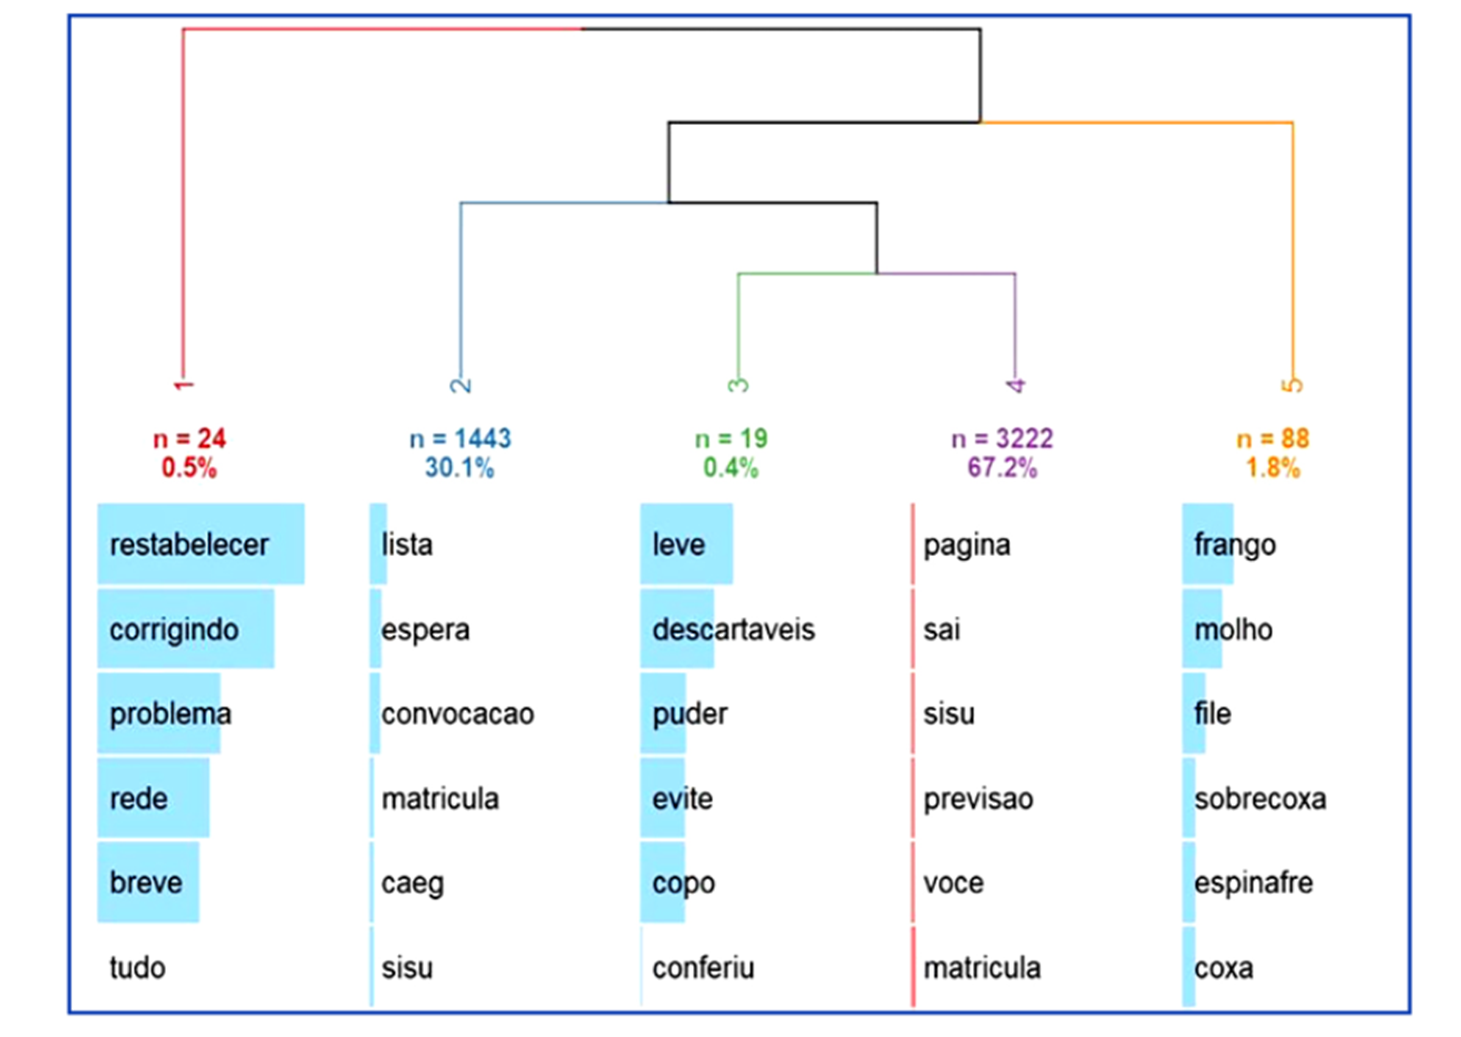 1 2 3 4 5
n = 24 n = 1443 n = 19 n = 3222 n = 88
0.5% 30.1% 0.4% 67.2% 1.8%
restabelecer lista leve pagina frango
corrigindo espera descartaveis sai molho
problema convocacao puder sisu file
rede matricula evite previsao sobrecoxa
breve caeg copo voce espinafre
tudo sisu conferiu matricula coxa